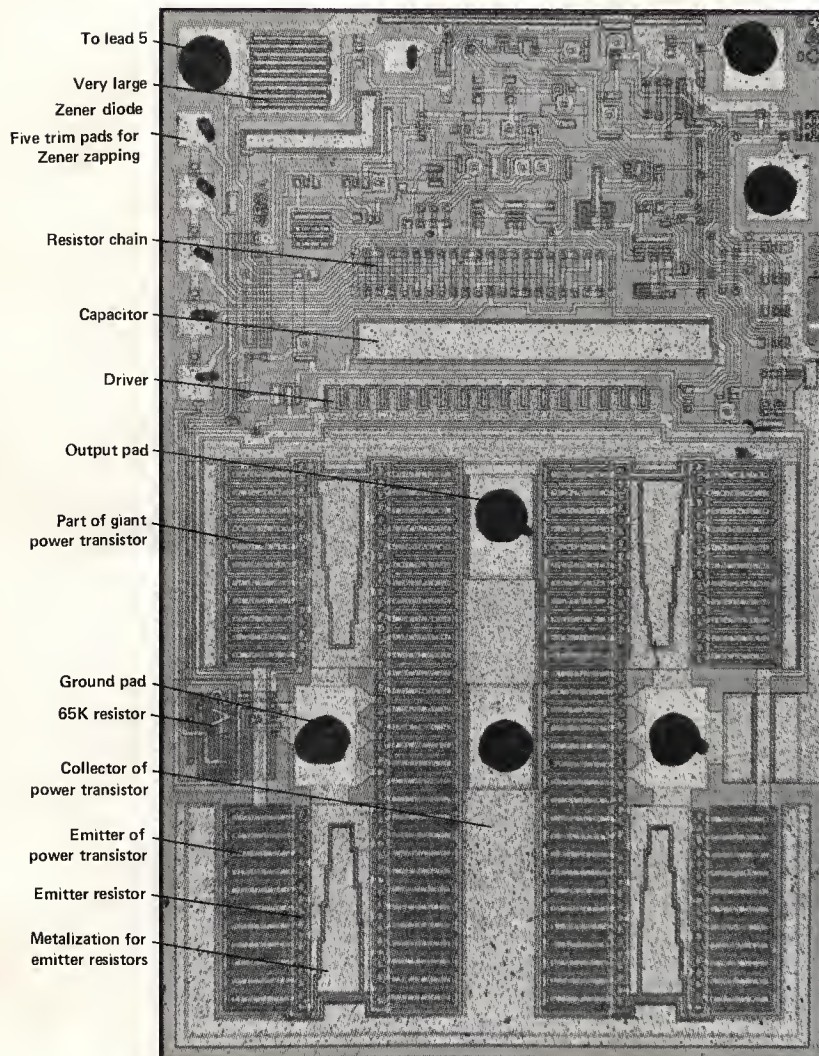 To lead 5
Very large
Zener diode
Five trim pads for
Zener zapping
Resistor chain
Capacitor
Driver
Output pad
Part of giant
power transistor
Ground pad
65K resistor
Collector of
power transistor
Emitter of
power transistor
Emitter resistor
Metalization for
emitter resistors